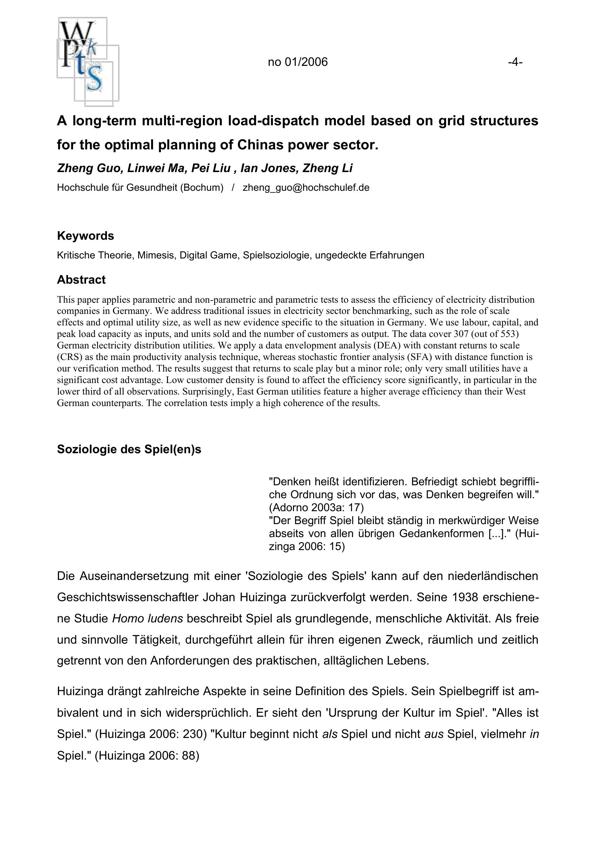 W
Pk
ts
S
no 01/2006 -4-
A long-term multi-region load-dispatch model based on grid structures
for the optimal planning of Chinas power sector.
Zheng Guo, Linwei Ma, Pei Liu , Ian Jones, Zheng Li
Hochschule für Gesundheit (Bochum) / zheng_guo@hochschulef.de
Keywords
Kritische Theorie, Mimesis, Digital Game, Spielsoziologie, ungedeckte Erfahrungen
Abstract
This paper applies parametric and non-parametric and parametric tests to assess the efficiency of electricity distribution
companies in Germany. We address traditional issues in electricity sector benchmarking, such as the role of scale
effects and optimal utility size, as well as new evidence specific to the situation in Germany. We use labour, capital, and
peak load capacity as inputs, and units sold and the number of customers as output. The data cover 307 (out of 553)
German electricity distribution utilities. We apply a data envelopment analysis (DEA) with constant returns to scale
(CRS) as the main productivity analysis technique, whereas stochastic frontier analysis (SFA) with distance function is
our verification method. The results suggest that returns to scale play but a minor role; only very small utilities have a
significant cost advantage. Low customer density is found to affect the efficiency score significantly, in particular in the
lower third of all observations. Surprisingly, East German utilities feature a higher average efficiency than their West
German counterparts. The correlation tests imply a high coherence of the results.
Soziologie des Spiel(en)s
"Denken heißt identifizieren. Befriedigt schiebt begriffli-
che Ordnung sich vor das, was Denken begreifen will."
(Adorno 2003a: 17)
"Der Begriff Spiel bleibt ständig in merkwürdiger Weise
abseits von allen übrigen Gedankenformen [...]." (Hui-
zinga 2006: 15)
Die Auseinandersetzung mit einer 'Soziologie des Spiels' kann auf den niederländischen
Geschichtswissenschaftler Johan Huizinga zurückverfolgt werden. Seine 1938 erschiene-
ne Studie Homo ludens beschreibt Spiel als grundlegende, menschliche Aktivität. Als freie
und sinnvolle Tätigkeit, durchgeführt allein für ihren eigenen Zweck, räumlich und zeitlich
getrennt von den Anforderungen des praktischen, alltäglichen Lebens.
Huizinga drängt zahlreiche Aspekte in seine Definition des Spiels. Sein Spielbegriff ist am-
bivalent und in sich widersprüchlich. Er sieht den 'Ursprung der Kultur im Spiel'. "Alles ist
Spiel." (Huizinga 2006: 230) "Kultur beginnt nicht als Spiel und nicht aus Spiel, vielmehr in
Spiel." (Huizinga 2006: 88)